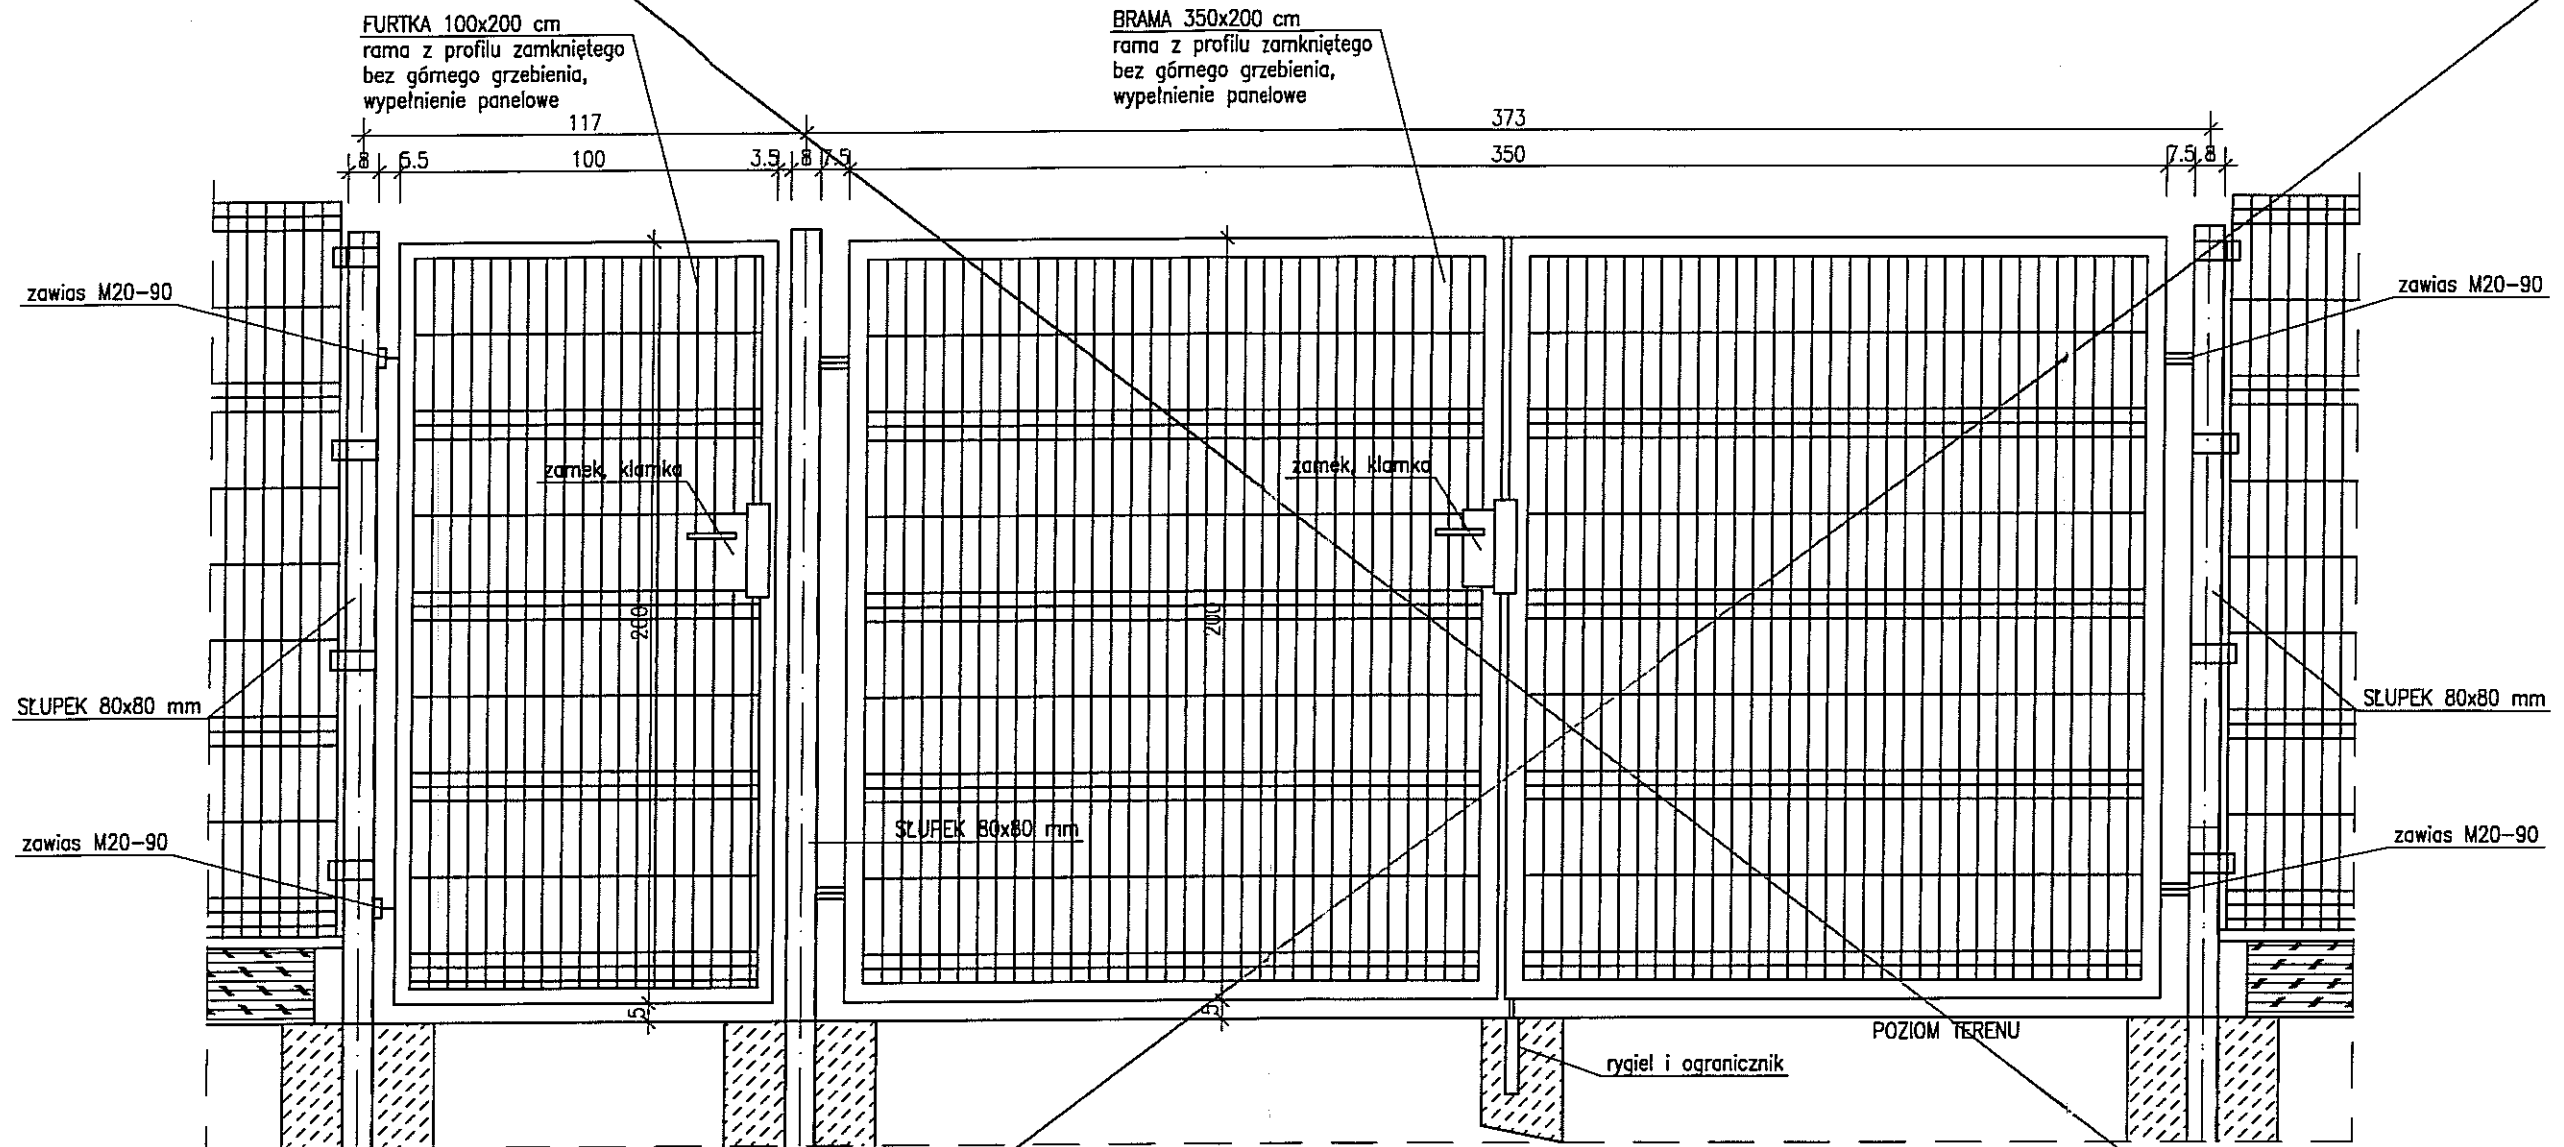 FURTKA 100x200 cm
rama z profilu zamkniętego
bez górnego grzebienia,
wypełnienie panelowe
BRAMA 350x200 cm
rama z profilu zamkniętego
bez górnego grzebienia,
wypełnienie panelowe
117
373
8
5.5
100
3.5
8
7.5
350
7.5
8
zawias M20-90
zawias M20-90
zamek, klamka
zamek, klamka
200
200
SŁUPEK 80x80 mm
SŁUPEK 80x80 mm
SŁUPEK 80x80 mm
zawias M20-90
zawias M20-90
5
5
POZIOM TERENU
rygiel i ogranicznik